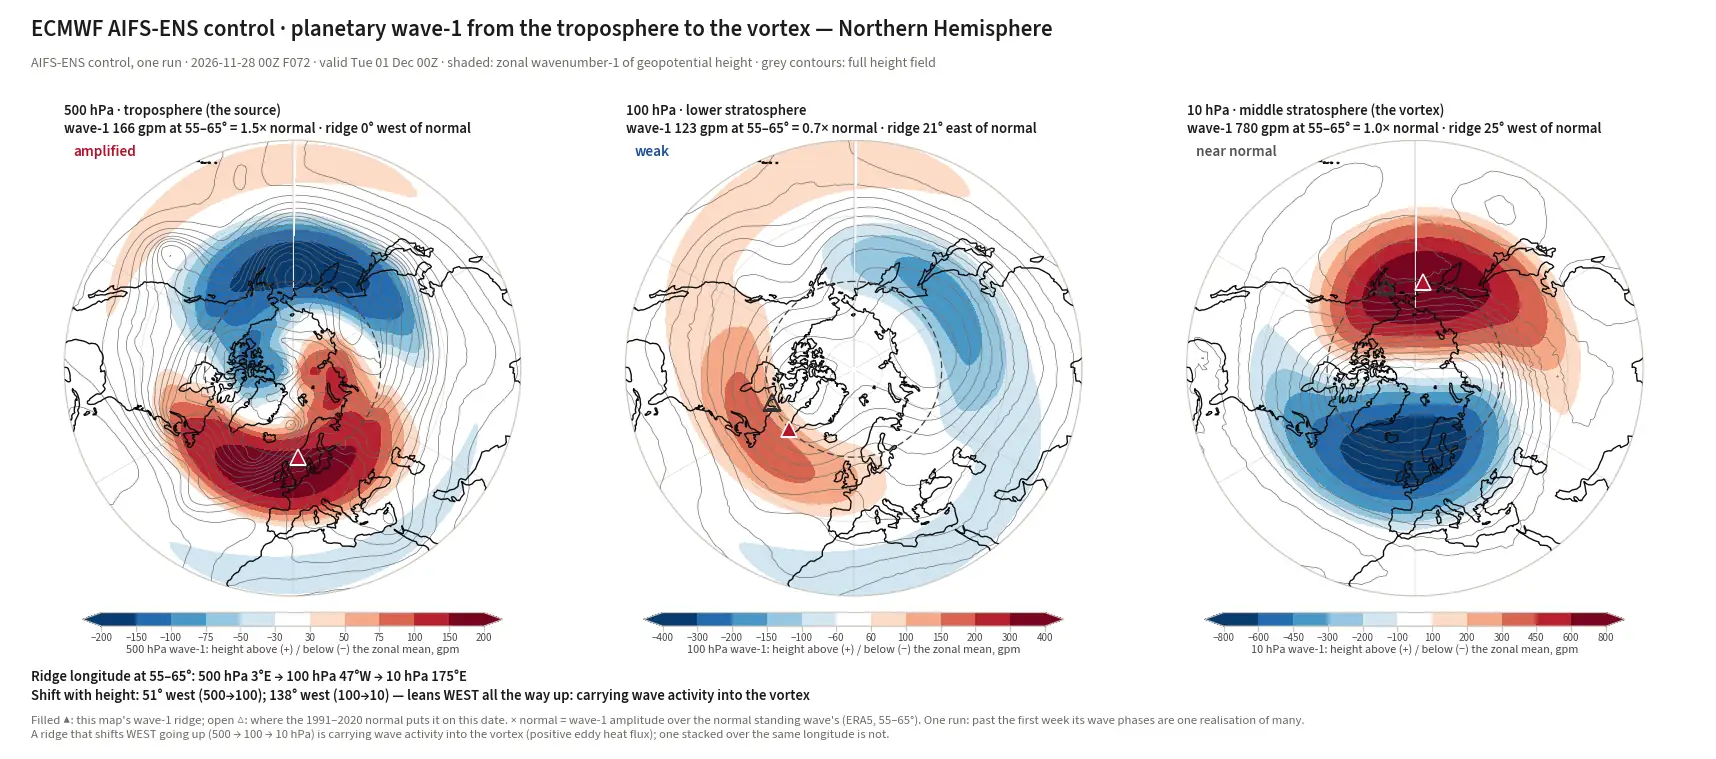 ECMWF AIFS-ENS control · planetary wave-1 from the troposphere to the vortex — Northern Hemisphere
AIFS-ENS control, one run · 2026-11-28 00Z F072 · valid Tue 01 Dec 00Z · shaded: zonal wavenumber-1 of geopotential height · grey contours: full height field
500 hPa · troposphere (the source)
wave-1 166 gpm at 55–65° = 1.5× normal · ridge 0° west of normal
amplified
100 hPa · lower stratosphere
wave-1 123 gpm at 55–65° = 0.7× normal · ridge 21° east of normal
weak
10 hPa · middle stratosphere (the vortex)
wave-1 780 gpm at 55–65° = 1.0× normal · ridge 25° west of normal
near normal
−200 −150 −100 −75 −50 −30 30 50 75 100 150 200
500 hPa wave-1: height above (+) / below (−) the zonal mean, gpm
−400 −300 −200 −150 −100 −60 60 100 150 200 300 400
100 hPa wave-1: height above (+) / below (−) the zonal mean, gpm
−800 −600 −450 −300 −200 −100 100 200 300 450 600 800
10 hPa wave-1: height above (+) / below (−) the zonal mean, gpm
Ridge longitude at 55–65°: 500 hPa 3°E → 100 hPa 47°W → 10 hPa 175°E
Shift with height: 51° west (500→100); 138° west (100→10) — leans WEST all the way up: carrying wave activity into the vortex
Filled ▲: this map's wave-1 ridge; open △: where the 1991–2020 normal puts it on this date. × normal = wave-1 amplitude over the normal standing wave's (ERA5, 55–65°). One run: past the first week its wave phases are one realisation of many.
A ridge that shifts WEST going up (500 → 100 → 10 hPa) is carrying wave activity into the vortex (positive eddy heat flux); one stacked over the same longitude is not.